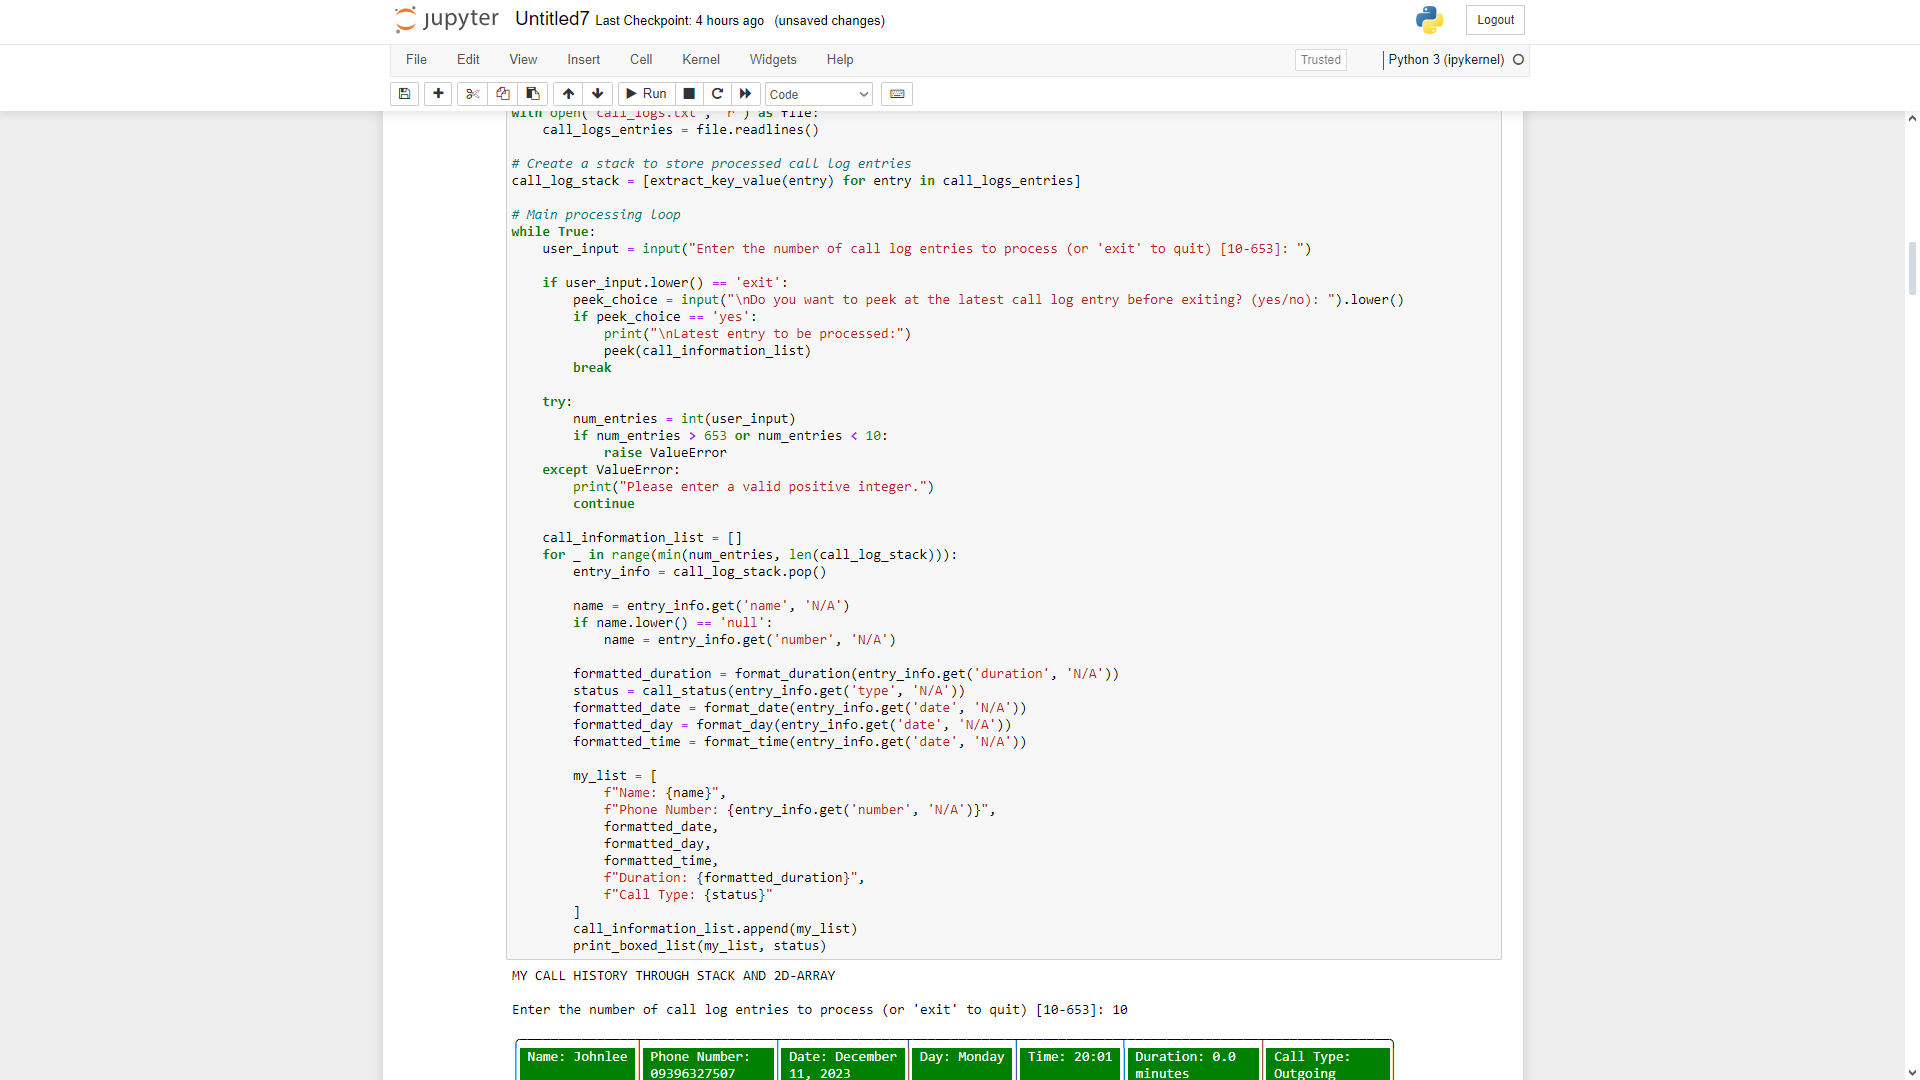 jupyter Untitled7 Last Checkpoint: 4 hours ago (unsaved changes) Logout
File Edit View Insert Cell Kernel Widgets Help Trusted Python 3 (ipykernel)
Run Code
with open('call_logs.txt', 'r') as file:
    call_logs_entries = file.readlines()
# Create a stack to store processed call log entries
call_log_stack = [extract_key_value(entry) for entry in call_logs_entries]
# Main processing loop
while True:
    user_input = input("Enter the number of call log entries to process (or 'exit' to quit) [10-653]: ")
    if user_input.lower() == 'exit':
        peek_choice = input("\nDo you want to peek at the latest call log entry before exiting? (yes/no): ").lower()
        if peek_choice == 'yes':
            print("\nLatest entry to be processed:")
            peek(call_information_list)
        break
    try:
        num_entries = int(user_input)
        if num_entries > 653 or num_entries < 10:
            raise ValueError
    except ValueError:
        print("Please enter a valid positive integer.")
        continue
    call_information_list = []
    for _ in range(min(num_entries, len(call_log_stack))):
        entry_info = call_log_stack.pop()
        name = entry_info.get('name', 'N/A')
        if name.lower() == 'null':
            name = entry_info.get('number', 'N/A')
        formatted_duration = format_duration(entry_info.get('duration', 'N/A'))
        status = call_status(entry_info.get('type', 'N/A'))
        formatted_date = format_date(entry_info.get('date', 'N/A'))
        formatted_day = format_day(entry_info.get('date', 'N/A'))
        formatted_time = format_time(entry_info.get('date', 'N/A'))
        my_list = [
            f"Name: {name}",
            f"Phone Number: {entry_info.get('number', 'N/A')}",
            formatted_date,
            formatted_day,
            formatted_time,
            f"Duration: {formatted_duration}",
            f"Call Type: {status}"
        ]
        call_information_list.append(my_list)
        print_boxed_list(my_list, status)
MY CALL HISTORY THROUGH STACK AND 2D-ARRAY
Enter the number of call log entries to process (or 'exit' to quit) [10-653]: 10
Name: Johnlee Phone Number: Date: December Day: Monday Time: 20:01 Duration: 0.0 Call Type:
09396327507 11, 2023 minutes Outgoing